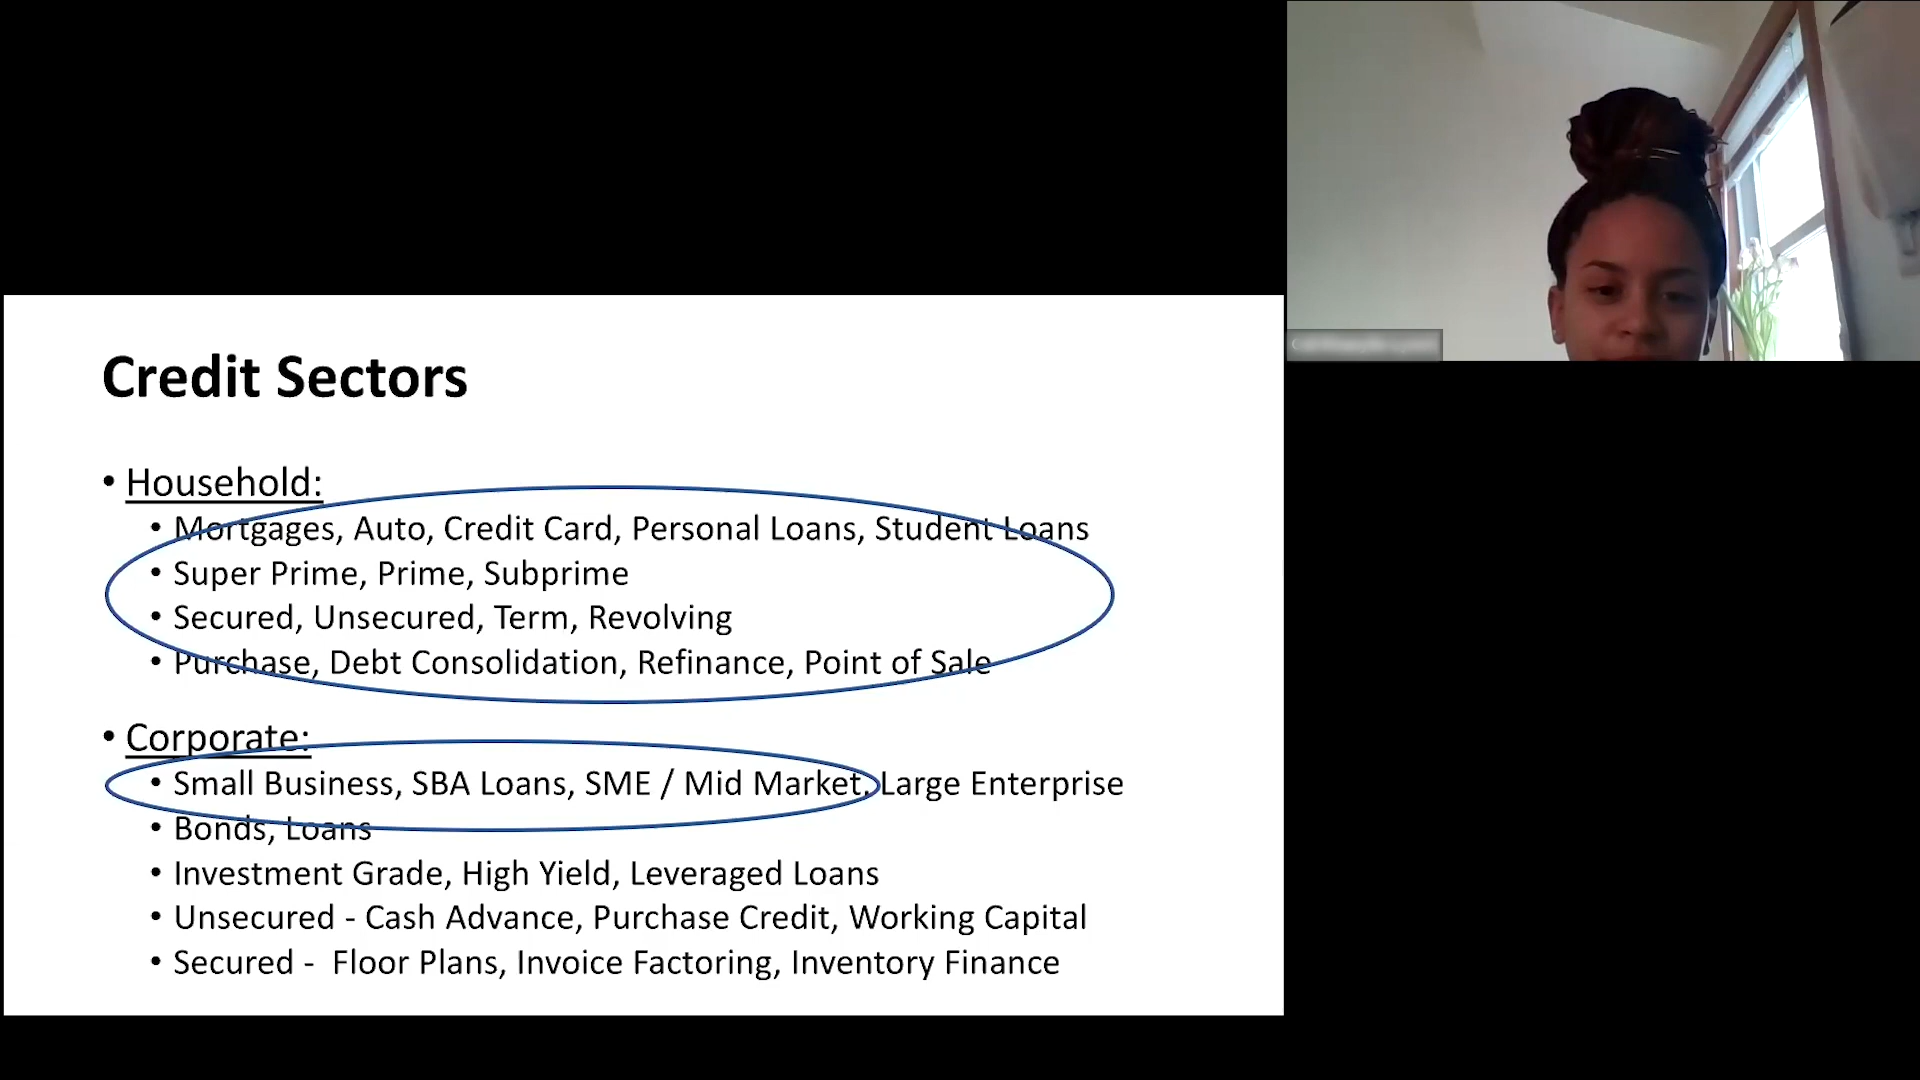 Credit Sectors
• Household:
• Mortgages, Auto, Credit Card, Personal Loans, Student Loans
• Super Prime, Prime, Subprime
• Secured, Unsecured, Term, Revolving
• Purchase, Debt Consolidation, Refinance, Point of Sale
• Corporate:
• Small Business, SBA Loans, SME / Mid Market, Large Enterprise
• Bonds, Loans
• Investment Grade, High Yield, Leveraged Loans
• Unsecured - Cash Advance, Purchase Credit, Working Capital
• Secured - Floor Plans, Invoice Factoring, Inventory Finance